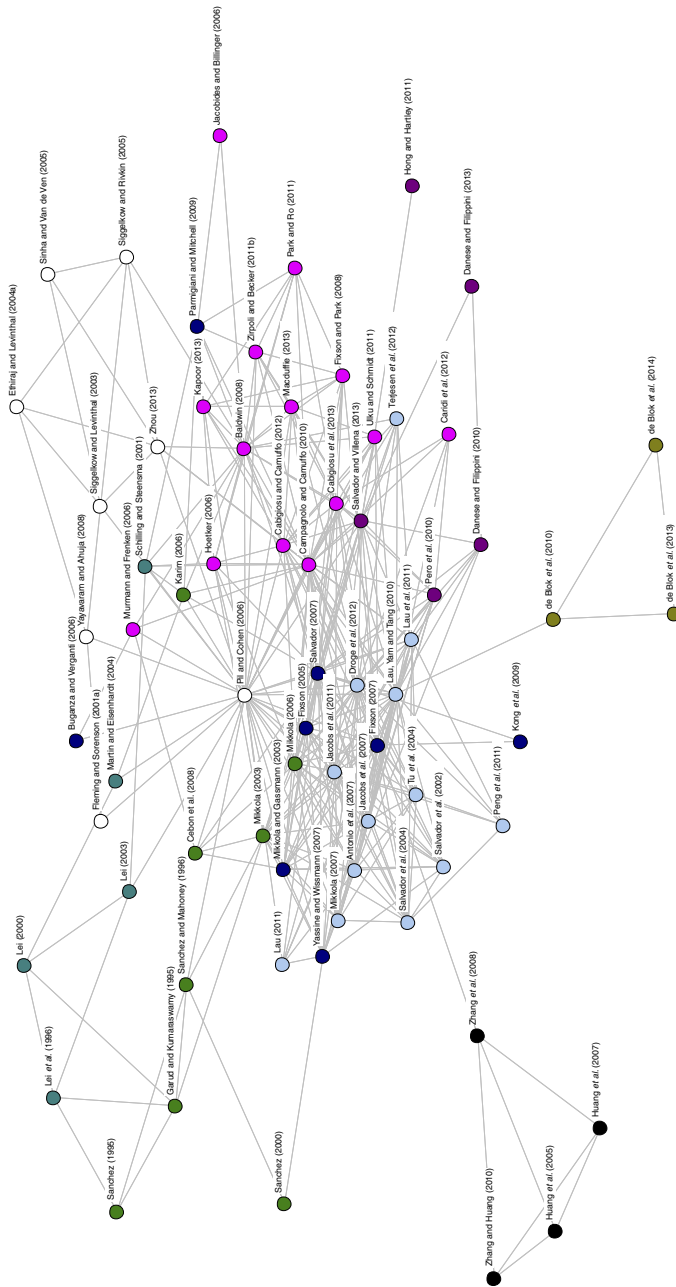 Jacobides and Billinger (2006)
Sinha and Van de Ven (2005)
Siggelkow and Rivkin (2005)
Hong and Hartley (2011)
Ethiraj and Levinthal (2004a)
Parmigiani and Mitchell (2009)
Park and Ro (2011)
Danese and Filippini (2013)
Zirpoli and Becker (2011b)
Siggelkow and Levinthal (2003)
Zhou (2013)
Kapoor (2013)
Macduffie (2013)
Fixson and Park (2008)
Baldwin (2008)
Ulku and Schmidt (2011)
Terjesen et al. (2012)
Caridi et al. (2012)
de Blok et al. (2014)
Yayavaram and Ahuja (2008)
Murmann and Frenken (2006)
Schilling and Steensma (2001)
Cabigiosu and Camuffo (2012)
Campagnolo and Camuffo (2010)
Cabigiosu et al. (2013)
Salvador and Villena (2013)
Karim (2006)
Hoetker (2006)
Danese and Filippini (2010)
Pero et al. (2010)
de Blok et al. (2010)
de Blok et al. (2013)
Buganza and Verganti (2006)
Fleming and Sorenson (2001a)
Martin and Eisenhardt (2004)
Pil and Cohen (2006)
Salvador (2007)
Droge et al. (2012)
Lau, Yam and Tang (2010)
Lau et al. (2011)
Fixson (2005)
Mikkola (2006)
Jacobs et al. (2011)
Fixson (2007)
Kong et al. (2009)
Cebon et al. (2008)
Mikkola (2003)
Mikkola and Gassmann (2003)
Jacobs et al. (2007)
Tu et al. (2004)
Peng et al. (2011)
Lei (2003)
Yassine and Wissmann (2007)
Antonio et al. (2007)
Mikkola (2007)
Salvador et al. (2004)
Salvador et al. (2002)
Lei (2000)
Sanchez and Mahoney (1996)
Lau (2011)
Lei et al. (1996)
Garud and Kumaraswamy (1995)
Zhang et al. (2008)
Sanchez (1995)
Sanchez (2000)
Huang et al. (2007)
Zhang and Huang (2010)
Huang et al. (2005)